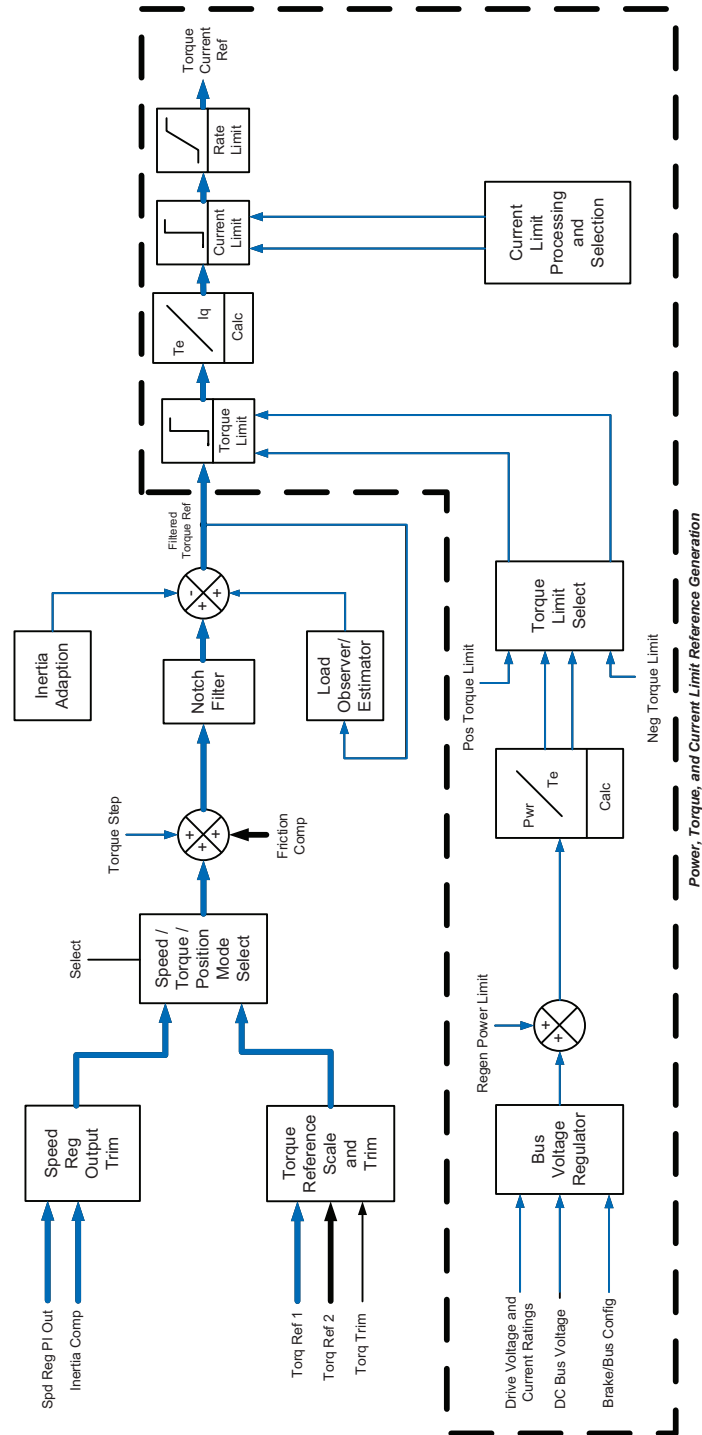 Spd Reg PI Out
Inertia Comp
Speed
Reg
Output
Trim
Torq Ref 1
Torq Ref 2
Torq Trim
Torque
Reference
Scale
and
Trim
Select
Speed /
Torque /
Position
Mode
Select
Torque Step
+
+
+
Friction
Comp
Notch
Filter
Inertia
Adaption
-
+
+
Load
Observer/
Estimator
Filtered
Torque Ref
Torque
Limit
Te
Iq
Calc
Current
Limit
Rate
Limit
Torque
Current
Ref
Drive Voltage and
Current Ratings
DC Bus Voltage
Brake/Bus Config
Bus
Voltage
Regulator
Regen Power Limit
+
+
Pwr
Te
Calc
Pos Torque Limit
Neg Torque Limit
Torque
Limit
Select
Current
Limit
Processing
and
Selection
Power, Torque, and Current Limit Reference Generation